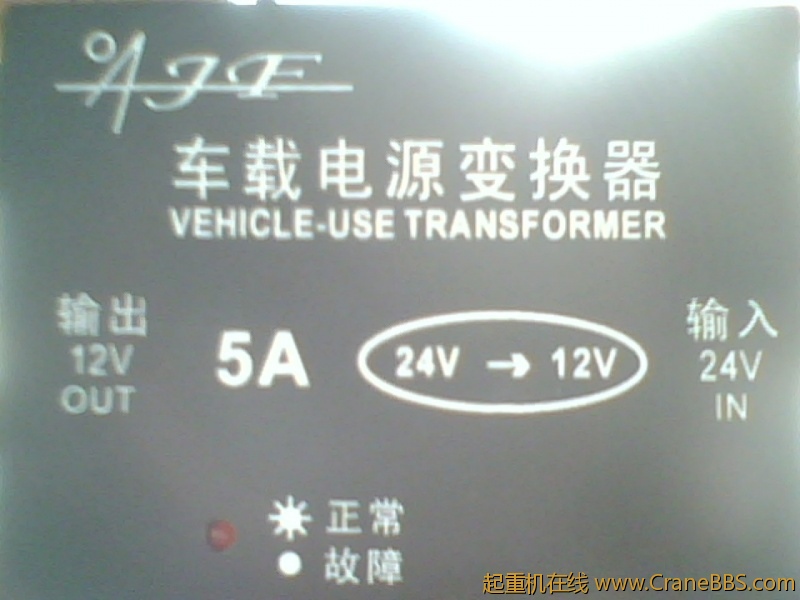 AJE
车载电源变换器
VEHICLE-USE TRANSFORMER
输出
12V
OUT
5A
24V → 12V
输入
24V
IN
正常
故障
起重机在线 www.CraneBBS.com